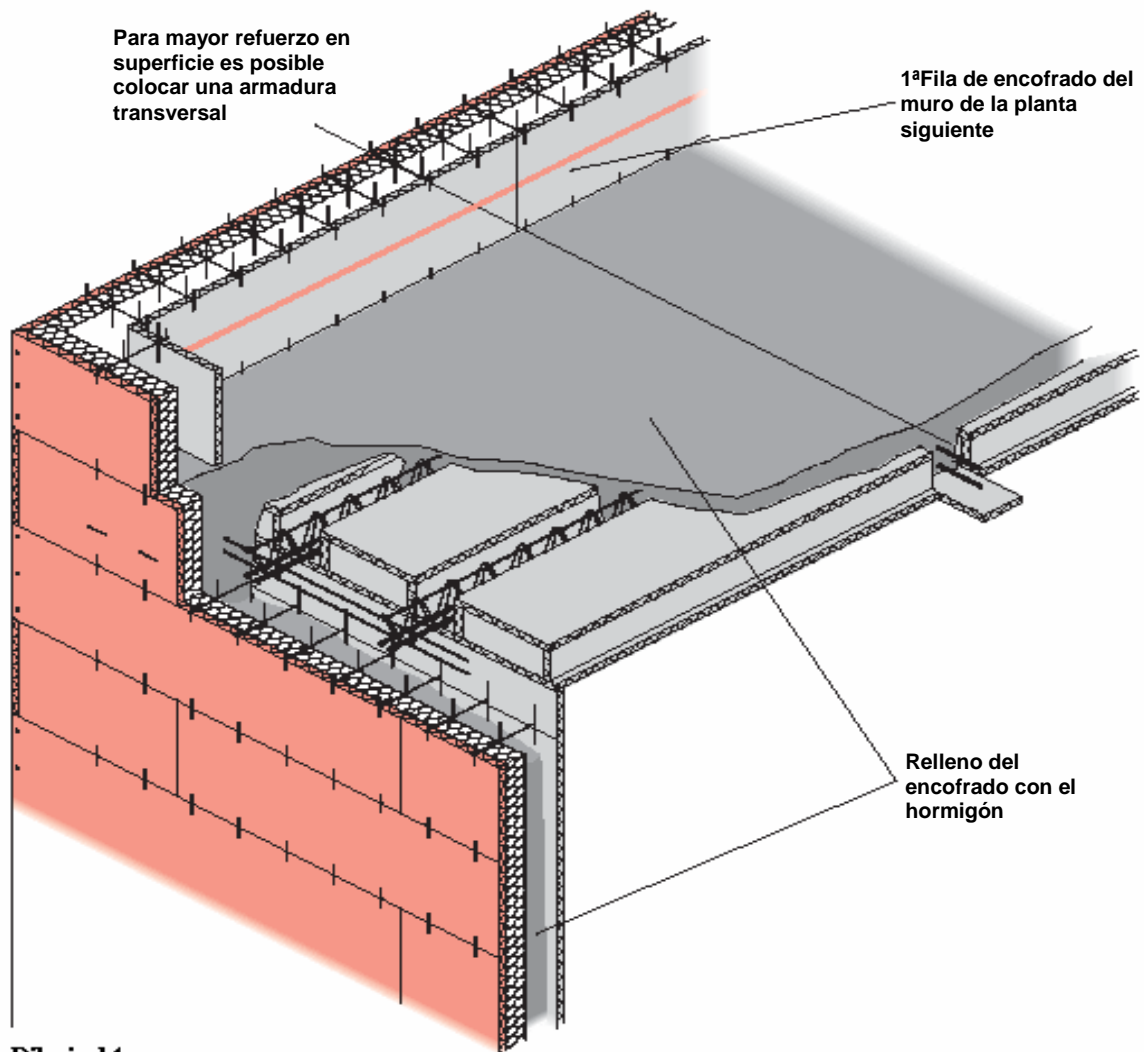 Para mayor refuerzo en
superficie es posible
colocar una armadura
transversal
1ªFila de encofrado del
muro de la planta
siguiente
Relleno del
encofrado con el
hormigón